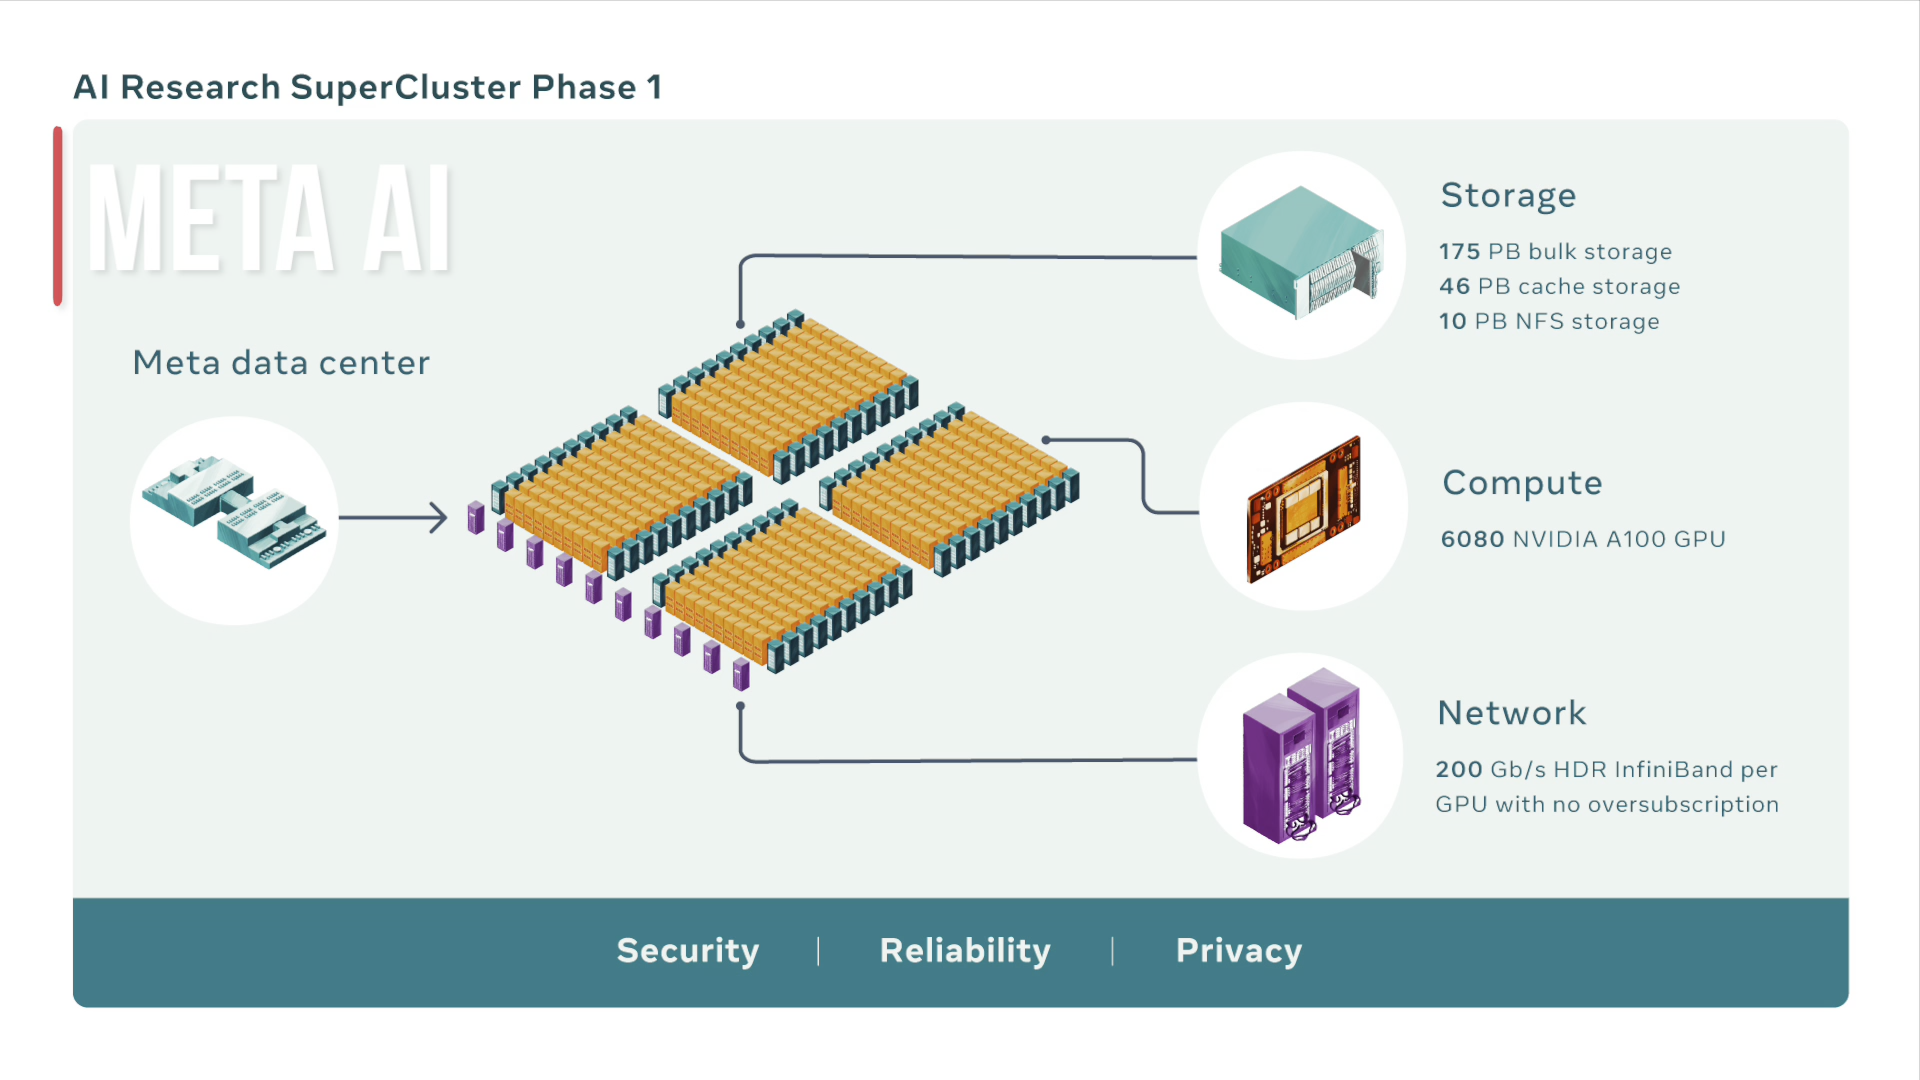 AI Research SuperCluster Phase 1
META AI
Meta data center
Storage
175 PB bulk storage
46 PB cache storage
10 PB NFS storage
Compute
6080 NVIDIA A100 GPU
Network
200 Gb/s HDR InfiniBand per
GPU with no oversubscription
Security | Reliability | Privacy